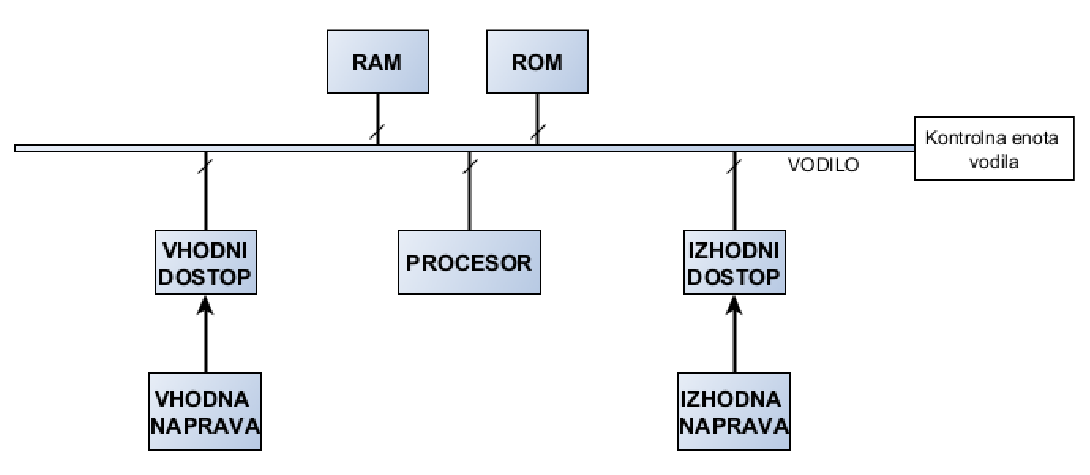 RAM
ROM
Kontrolna enota
vodila
VODILO
VHODNI
DOSTOP
PROCESOR
IZHODNI
DOSTOP
VHODNA
NAPRAVA
IZHODNA
NAPRAVA